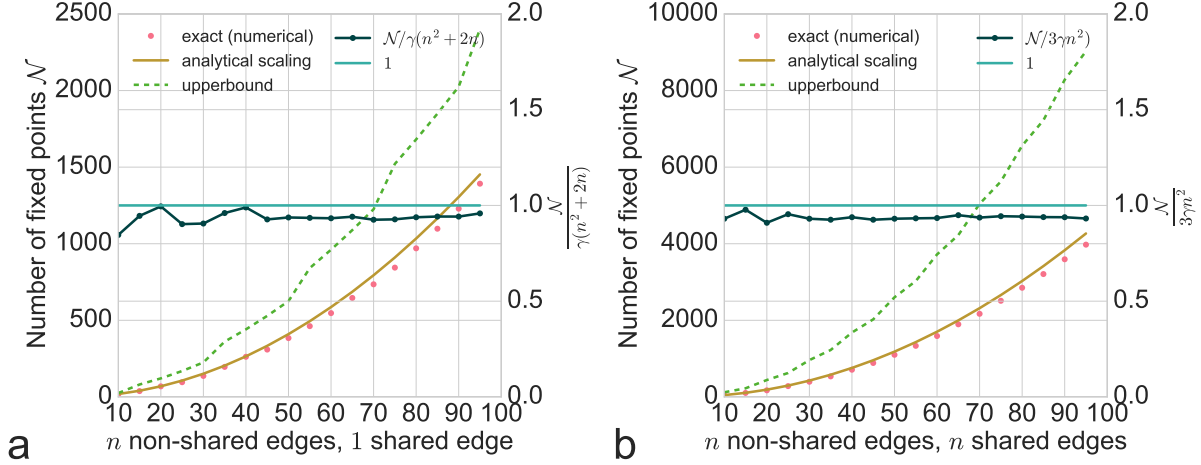 2500
2000
1500
1000
500
0
Number of fixed points 𝒩
exact (numerical)
analytical scaling
upperbound
𝒩/γ(n² + 2n)
1
2.0
1.5
1.0
0.5
0.0
𝒩
γ(n² + 2n)
10 20 30 40 50 60 70 80 90 100
n non-shared edges, 1 shared edge
a
10000
8000
6000
4000
2000
0
Number of fixed points 𝒩
exact (numerical)
analytical scaling
upperbound
𝒩/3γn²)
1
2.0
1.5
1.0
0.5
0.0
𝒩
3γn²
10 20 30 40 50 60 70 80 90 100
n non-shared edges, n shared edges
b